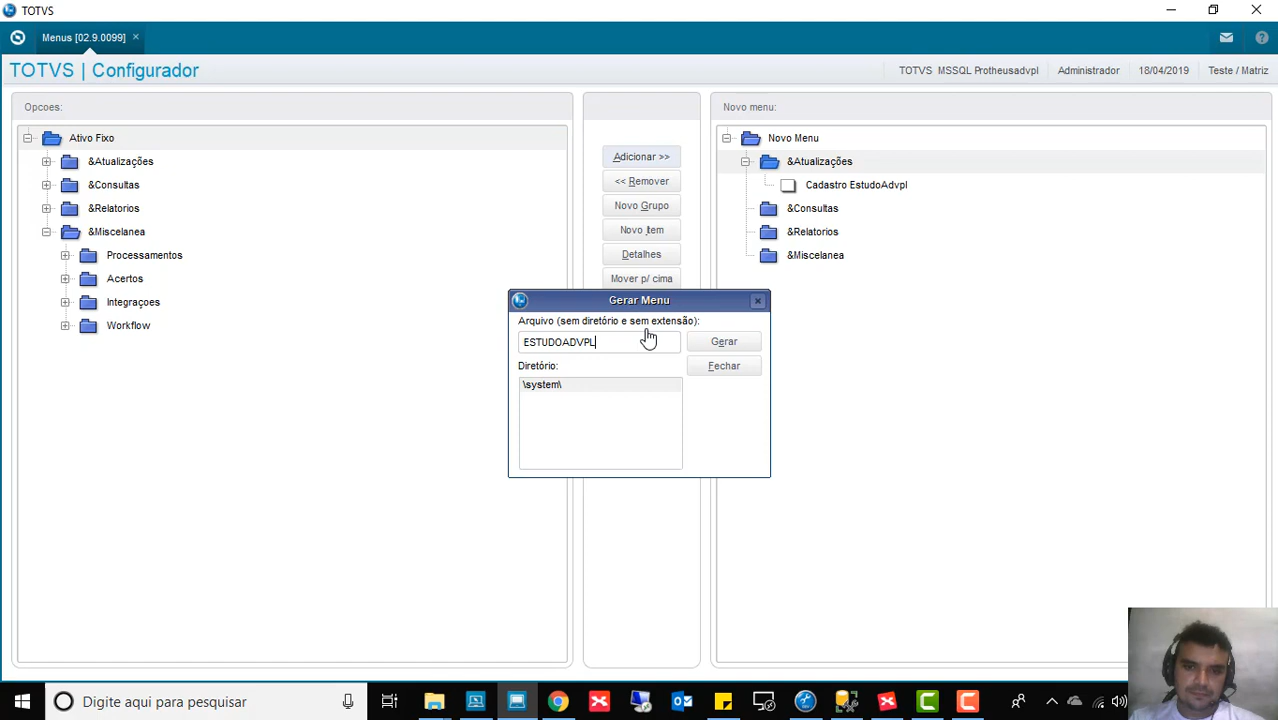 TOTVS
Menus [02.9.0099]
TOTVS | Configurador
TOTVS MSSQL Protheusadvpl
Administrador
18/04/2019
Teste / Matriz
Opcoes:
Ativo Fixo
&Atualizações
&Consultas
&Relatorios
&Miscelanea
Processamentos
Acertos
Integraçoes
Workflow
Adicionar >>
<< Remover
Novo Grupo
Novo Item
Detalhes
Mover p/ cima
Novo menu:
Novo Menu
&Atualizações
Cadastro EstudoAdvpl
&Consultas
&Relatorios
&Miscelanea
Gerar Menu
Arquivo (sem diretório e sem extensão):
ESTUDOADVPL
Gerar
Diretório:
Fechar
\system\
Digite aqui para pesquisar